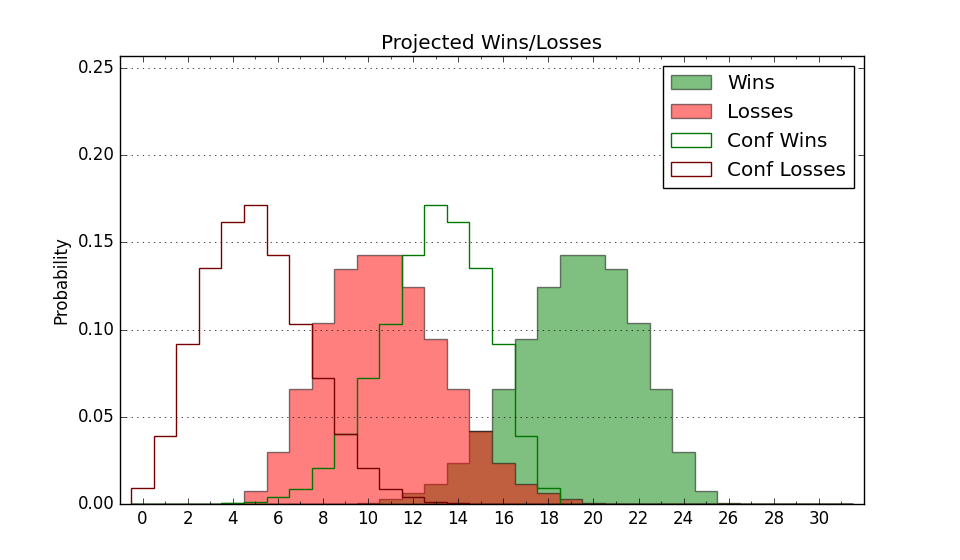 Projected Wins/Losses
0.25
0.20
0.15
0.10
0.05
0.00
Probability
Wins
Losses
Conf Wins
Conf Losses
0 2 4 6 8 10 12 14 16 18 20 22 24 26 28 30